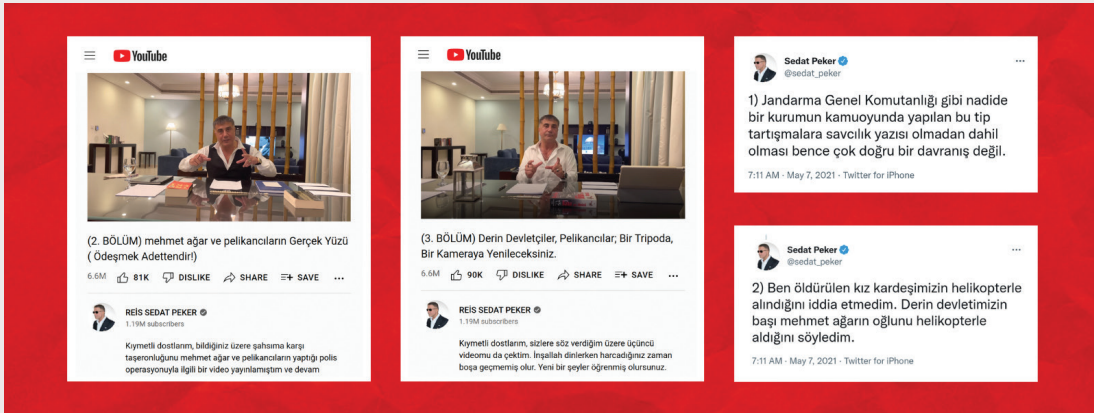 YouTube
(2. BÖLÜM) mehmet ağar ve pelikancıların Gerçek Yüzü
( Ödeşmek Adettendir!)
6.6M 81K DISLIKE SHARE SAVE ...
REİS SEDAT PEKER
1.19M subscribers
Kıymetli dostlarım, bildiğiniz üzere şahsıma karşı
taşeronluğunu mehmet ağar ve pelikancıların yaptığı polis
operasyonuyla ilgili bir video yayınlamıştım ve devam
YouTube
(3. BÖLÜM) Derin Devletçiler, Pelikancılar; Bir Tripoda,
Bir Kameraya Yenileceksiniz.
6.6M 90K DISLIKE SHARE SAVE ...
REİS SEDAT PEKER
1.19M subscribers
Kıymetli dostlarım, sizlere söz verdiğim üzere üçüncü
videomu da çektim. İnşallah dinlerken harcadığınız zaman
boşa geçmemiş olur. Yeni bir şeyler öğrenmiş olursunuz.
Sedat Peker
@sedat_peker
1) Jandarma Genel Komutanlığı gibi nadide
bir kurumun kamuoyunda yapılan bu tip
tartışmalara savcılık yazısı olmadan dahil
olması bence çok doğru bir davranış değil.
7:11 AM · May 7, 2021 · Twitter for iPhone
Sedat Peker
@sedat_peker
2) Ben öldürülen kız kardeşimizin helikopterle
alındığını iddia etmedim. Derin devletimizin
başı mehmet ağarın oğlunu helikopterle
aldığını söyledim.
7:11 AM · May 7, 2021 · Twitter for iPhone